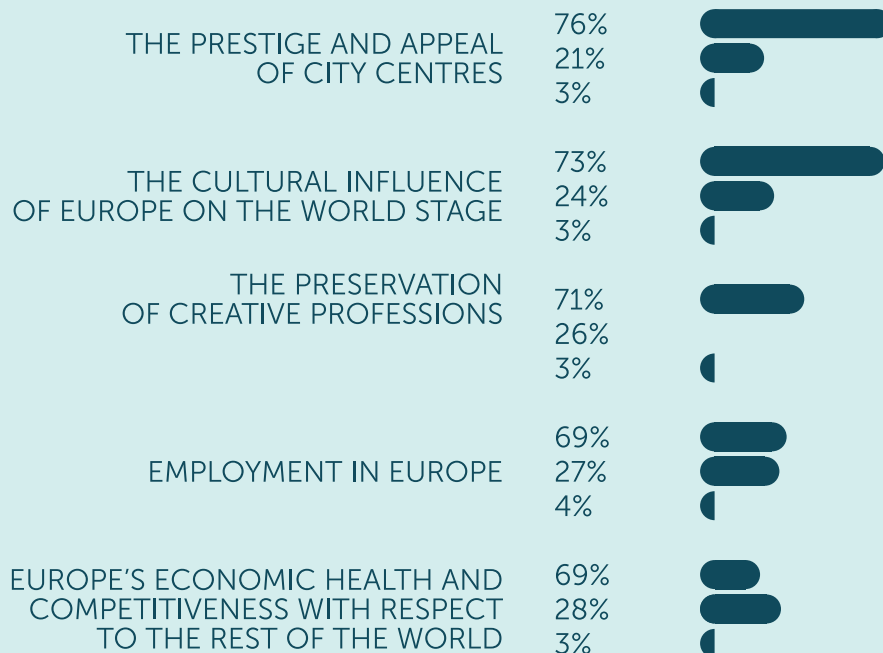 THE PRESTIGE AND APPEAL
OF CITY CENTRES
76%
21%
3%
THE CULTURAL INFLUENCE
OF EUROPE ON THE WORLD STAGE
73%
24%
3%
THE PRESERVATION
OF CREATIVE PROFESSIONS
71%
26%
3%
EMPLOYMENT IN EUROPE
69%
27%
4%
EUROPE’S ECONOMIC HEALTH AND
COMPETITIVENESS WITH RESPECT
TO THE REST OF THE WORLD
69%
28%
3%